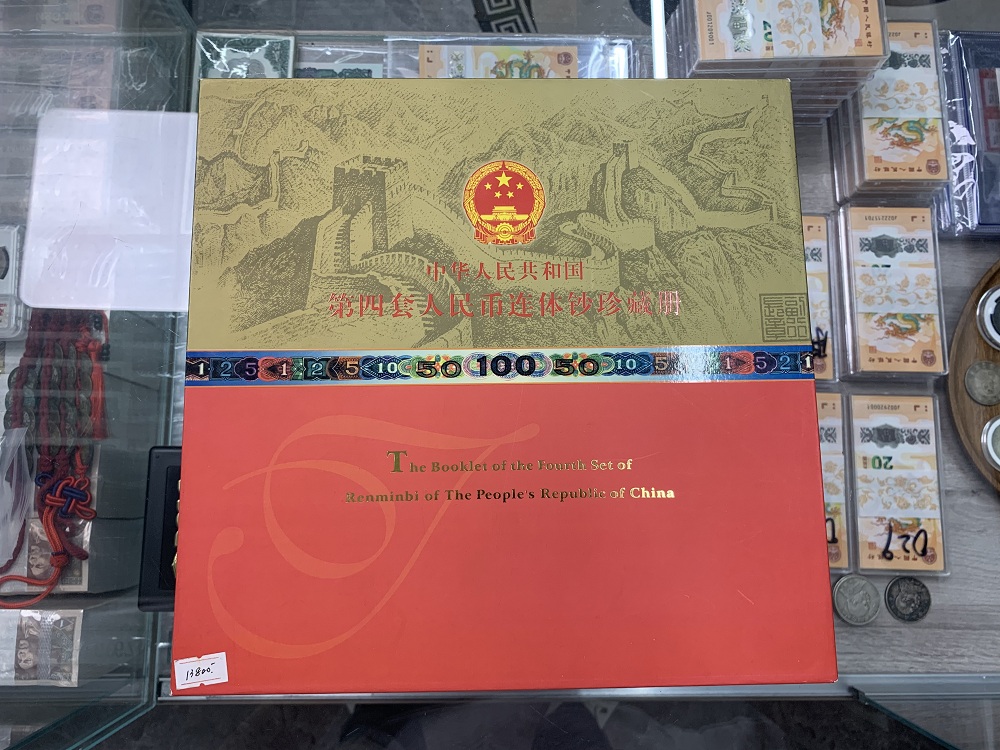 中华人民共和国
第四套人民币连体钞珍藏册
1 2 5 1 2 5 10 50 100 50 10 5 1 5 2 1
The Booklet of the Fourth Set of
Renminbi of The People's Republic of China
13800-
20
029